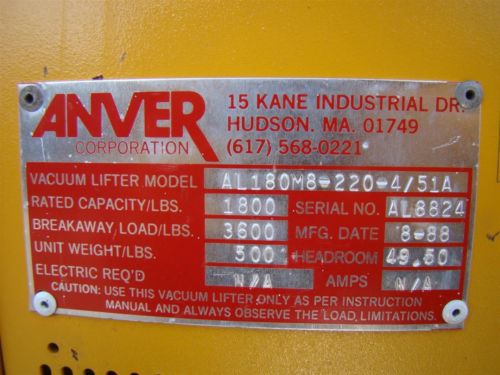 ANVER
CORPORATION
15 KANE INDUSTRIAL DR.
HUDSON. MA. 01749
(617) 568-0221
VACUUM LIFTER MODEL AL180M8-220-4/51A
RATED CAPACITY/LBS. 1800 SERIAL NO. AL8824
BREAKAWAY, LOAD/LBS. 3600 MFG. DATE 8-88
UNIT WEIGHT/LBS. 500 HEADROOM 49.50
ELECTRIC REQ'D N/A AMPS N/A
CAUTION: USE THIS VACUUM LIFTER ONLY AS PER INSTRUCTION
MANUAL AND ALWAYS OBSERVE THE LOAD, LIMITATIONS.